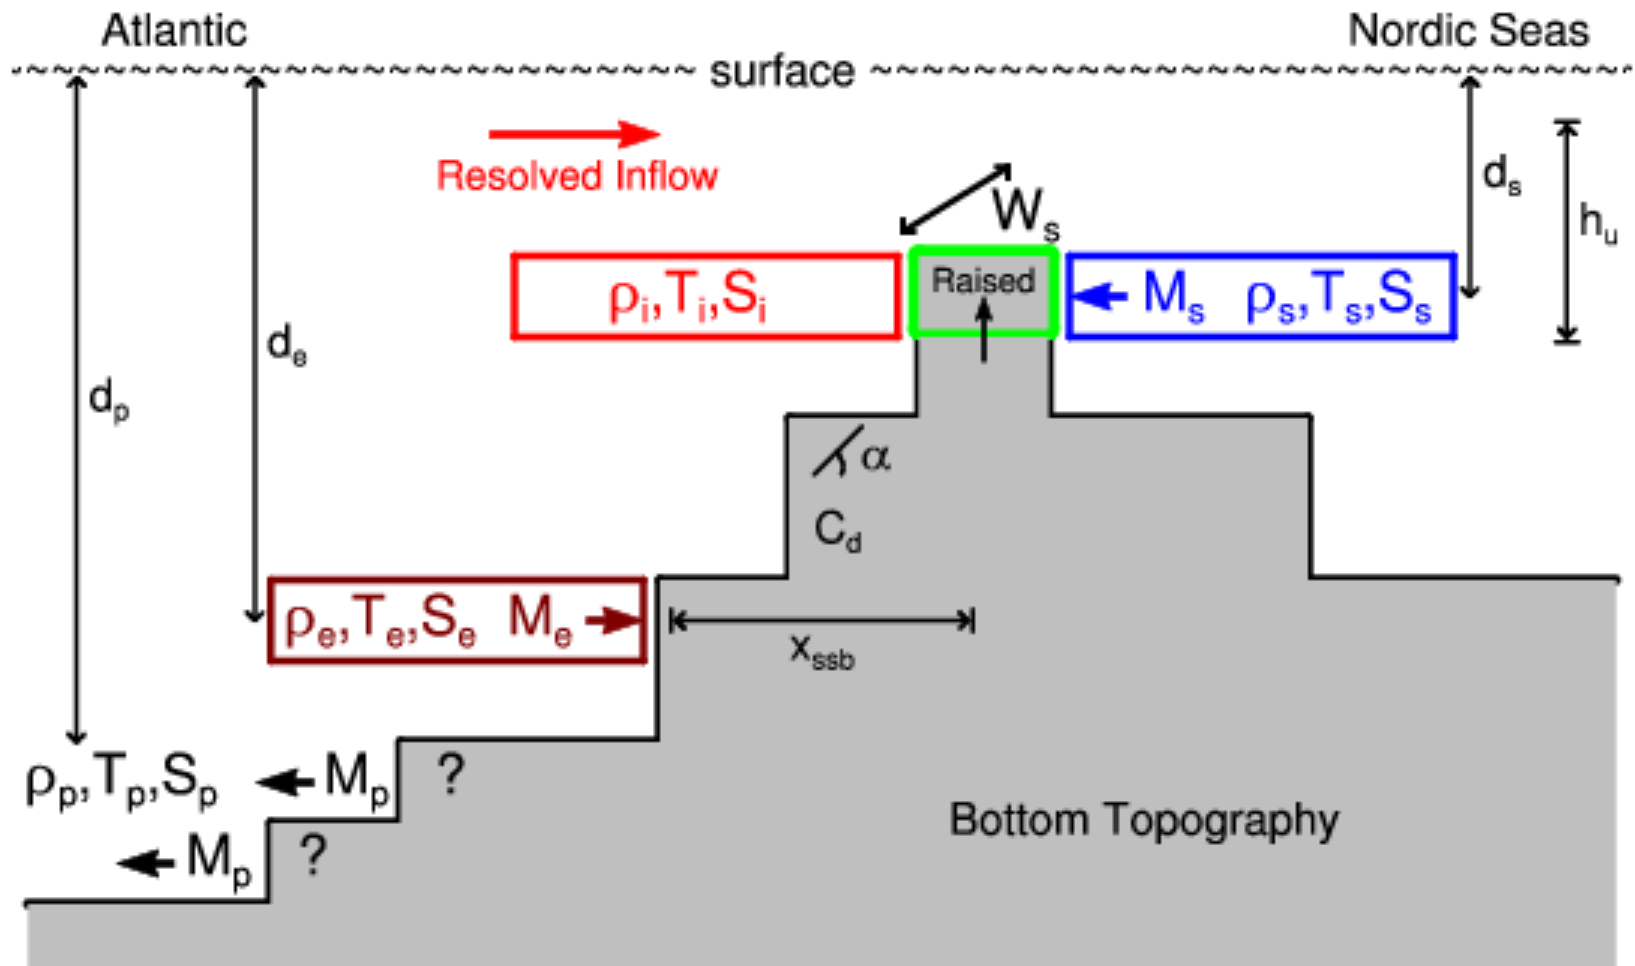 Atlantic
Nordic Seas
surface
Resolved Inflow
W_s
d_s
h_u
ρ_i,T_i,S_i
Raised
M_s ρ_s,T_s,S_s
d_e
d_p
α
C_d
ρ_e,T_e,S_e M_e
x_ssb
ρ_p,T_p,S_p M_p ?
M_p ?
Bottom Topography